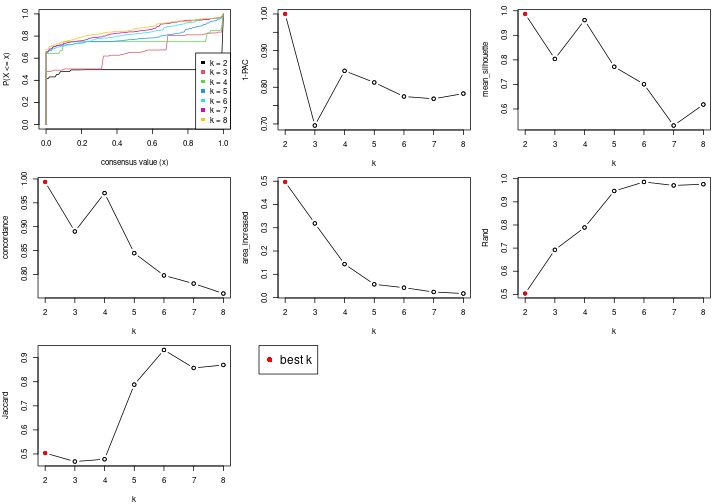 P(X <= x)
0.0 0.2 0.4 0.6 0.8 1.0
0.0 0.2 0.4 0.6 0.8 1.0
consensus value (x)
k = 2
k = 3
k = 4
k = 5
k = 6
k = 7
k = 8
1-PAC
0.70 0.80 0.90 1.00
2 3 4 5 6 7 8
k
mean_silhouette
0.6 0.7 0.8 0.9 1.0
2 3 4 5 6 7 8
k
concordance
0.80 0.85 0.90 0.95 1.00
2 3 4 5 6 7 8
k
area_increased
0.0 0.1 0.2 0.3 0.4 0.5
2 3 4 5 6 7 8
k
Rand
0.5 0.6 0.7 0.8 0.9 1.0
2 3 4 5 6 7 8
k
Jaccard
0.5 0.6 0.7 0.8 0.9
2 3 4 5 6 7 8
k
best k